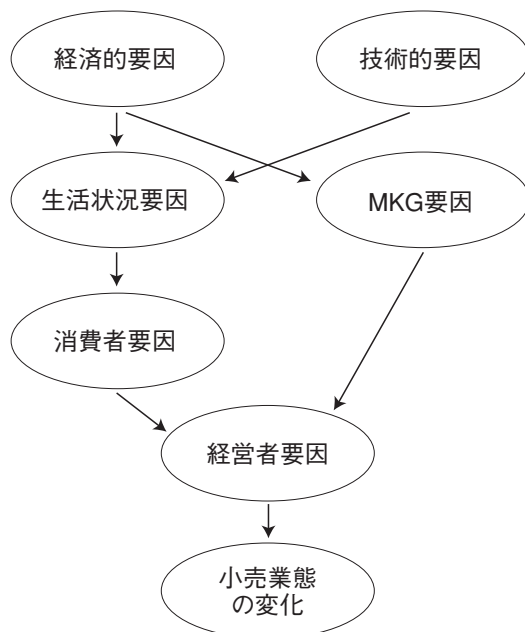 経済的要因
技術的要因
生活状況要因
MKG要因
消費者要因
経営者要因
小売業態
の変化